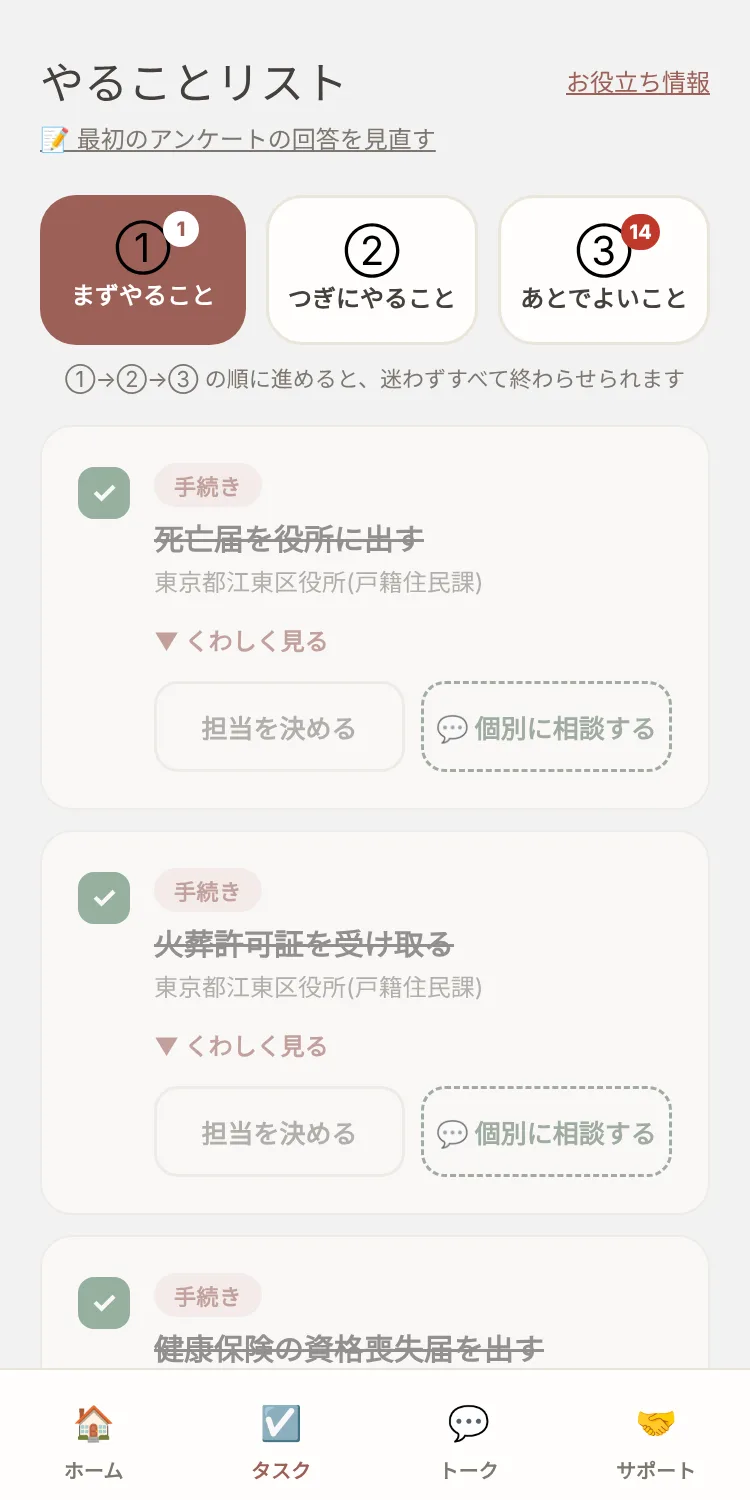 やることリスト
お役立ち情報
📝 最初のアンケートの回答を見直す
① 1
まずやること
②
つぎにやること
③ 14
あとでよいこと
①→②→③ の順に進めると、迷わずすべて終わらせられます
手続き
死亡届を役所に出す
東京都江東区役所(戸籍住民課)
▼ くわしく見る
担当を決める
💬 個別に相談する
手続き
火葬許可証を受け取る
東京都江東区役所(戸籍住民課)
▼ くわしく見る
担当を決める
💬 個別に相談する
手続き
健康保険の資格喪失届を出す
ホーム
タスク
トーク
サポート